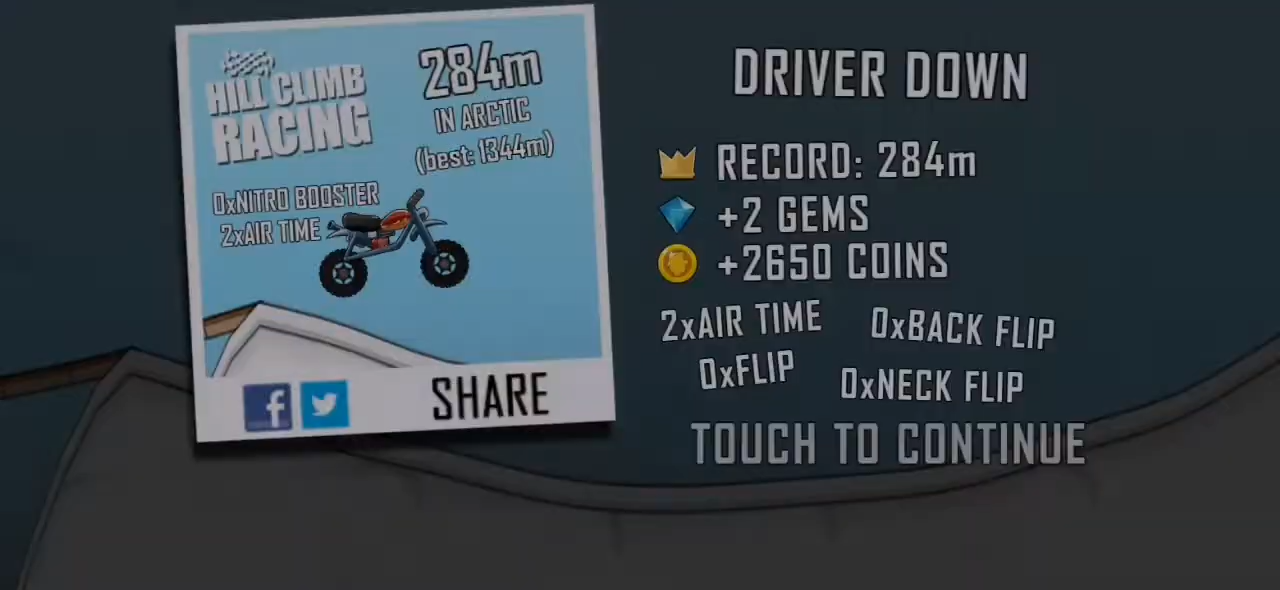 HILL CLIMB
RACING
284m
IN ARCTIC
(best: 1344m)
0xNITRO BOOSTER
2xAIR TIME
f
SHARE
DRIVER DOWN
RECORD: 284m
+2 GEMS
+2650 COINS
2xAIR TIME
0xBACK FLIP
0xFLIP
0xNECK FLIP
TOUCH TO CONTINUE